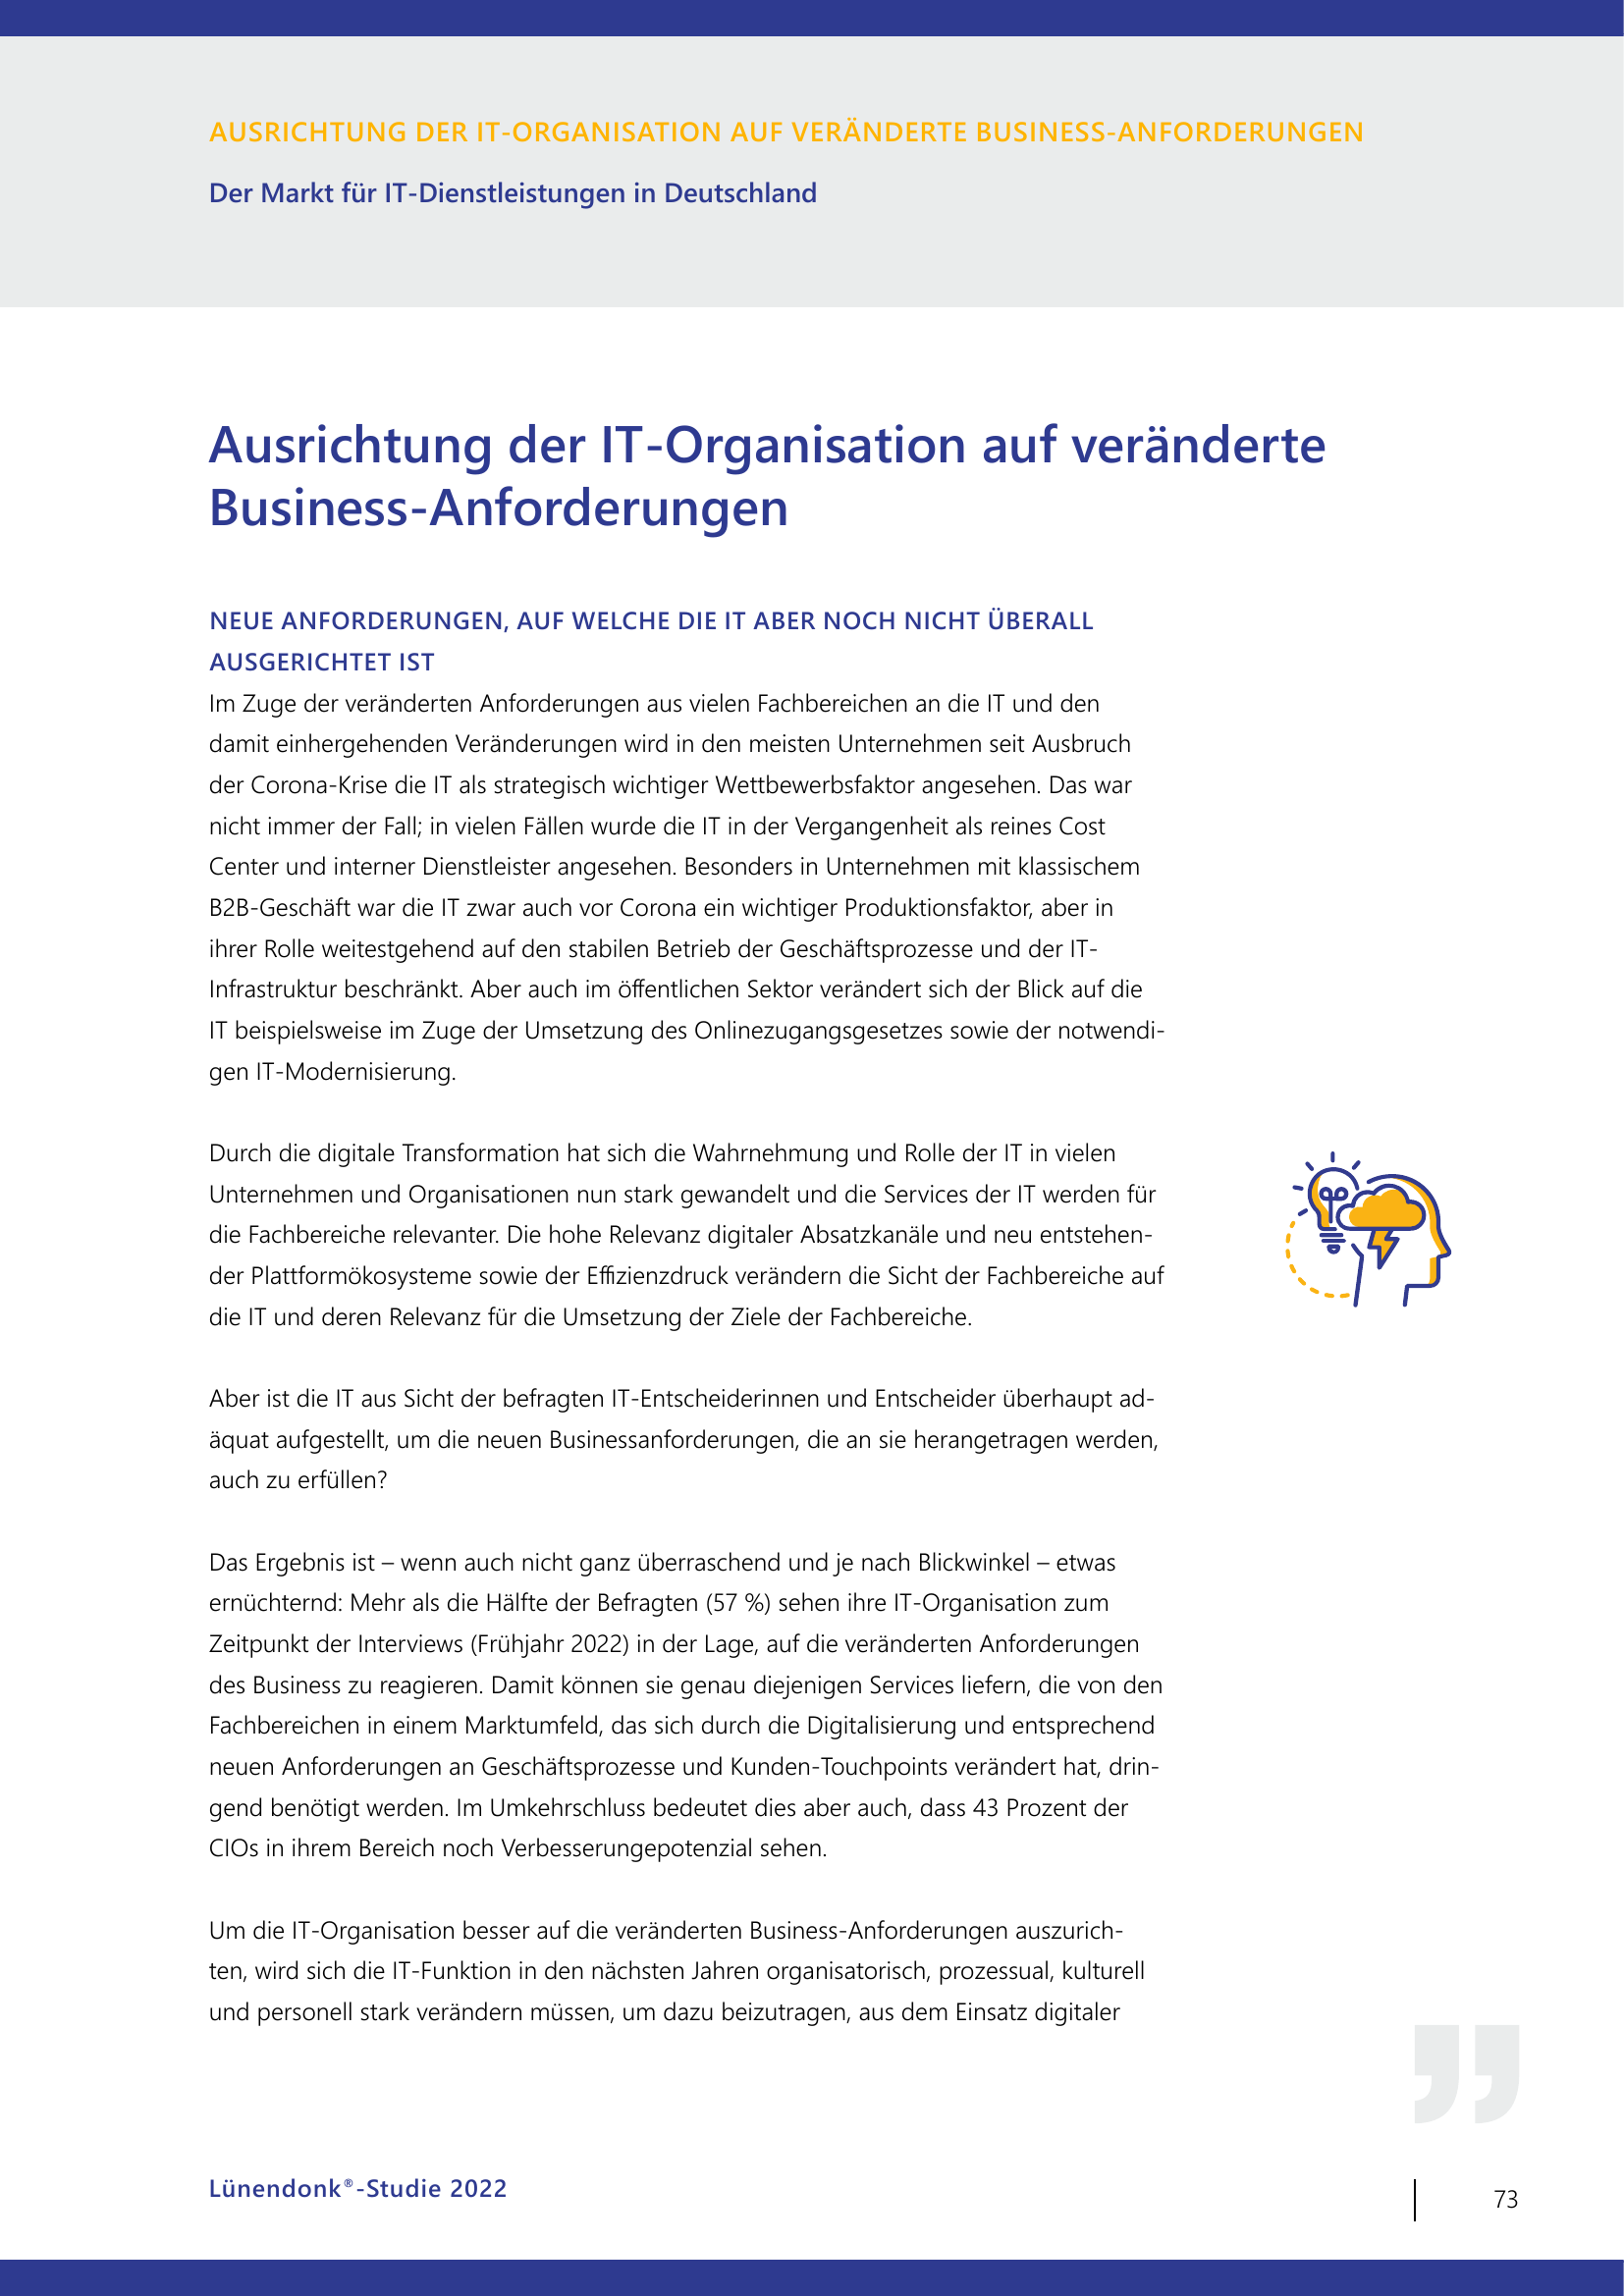 AUSRICHTUNG DER IT-ORGANISATION AUF VERÄNDERTE BUSINESS-ANFORDERUNGEN
Der Markt für IT-Dienstleistungen in Deutschland
Ausrichtung der IT-Organisation auf veränderte
Business-Anforderungen
NEUE ANFORDERUNGEN, AUF WELCHE DIE IT ABER NOCH NICHT ÜBERALL
AUSGERICHTET IST
Im Zuge der veränderten Anforderungen aus vielen Fachbereichen an die IT und den
damit einhergehenden Veränderungen wird in den meisten Unternehmen seit Ausbruch
der Corona-Krise die IT als strategisch wichtiger Wettbewerbsfaktor angesehen. Das war
nicht immer der Fall; in vielen Fällen wurde die IT in der Vergangenheit als reines Cost
Center und interner Dienstleister angesehen. Besonders in Unternehmen mit klassischem
B2B-Geschäft war die IT zwar auch vor Corona ein wichtiger Produktionsfaktor, aber in
ihrer Rolle weitestgehend auf den stabilen Betrieb der Geschäftsprozesse und der IT-
Infrastruktur beschränkt. Aber auch im öffentlichen Sektor verändert sich der Blick auf die
IT beispielsweise im Zuge der Umsetzung des Onlinezugangsgesetzes sowie der notwendi-
gen IT-Modernisierung.
Durch die digitale Transformation hat sich die Wahrnehmung und Rolle der IT in vielen
Unternehmen und Organisationen nun stark gewandelt und die Services der IT werden für
die Fachbereiche relevanter. Die hohe Relevanz digitaler Absatzkanäle und neu entstehen-
der Plattformökosysteme sowie der Effizienzdruck verändern die Sicht der Fachbereiche auf
die IT und deren Relevanz für die Umsetzung der Ziele der Fachbereiche.
Aber ist die IT aus Sicht der befragten IT-Entscheiderinnen und Entscheider überhaupt ad-
äquat aufgestellt, um die neuen Businessanforderungen, die an sie herangetragen werden,
auch zu erfüllen?
Das Ergebnis ist – wenn auch nicht ganz überraschend und je nach Blickwinkel – etwas
ernüchternd: Mehr als die Hälfte der Befragten (57 %) sehen ihre IT-Organisation zum
Zeitpunkt der Interviews (Frühjahr 2022) in der Lage, auf die veränderten Anforderungen
des Business zu reagieren. Damit können sie genau diejenigen Services liefern, die von den
Fachbereichen in einem Marktumfeld, das sich durch die Digitalisierung und entsprechend
neuen Anforderungen an Geschäftsprozesse und Kunden-Touchpoints verändert hat, drin-
gend benötigt werden. Im Umkehrschluss bedeutet dies aber auch, dass 43 Prozent der
CIOs in ihrem Bereich noch Verbesserungepotenzial sehen.
Um die IT-Organisation besser auf die veränderten Business-Anforderungen auszurich-
ten, wird sich die IT-Funktion in den nächsten Jahren organisatorisch, prozessual, kulturell
und personell stark verändern müssen, um dazu beizutragen, aus dem Einsatz digitaler
Lünendonk®-Studie 2022
73